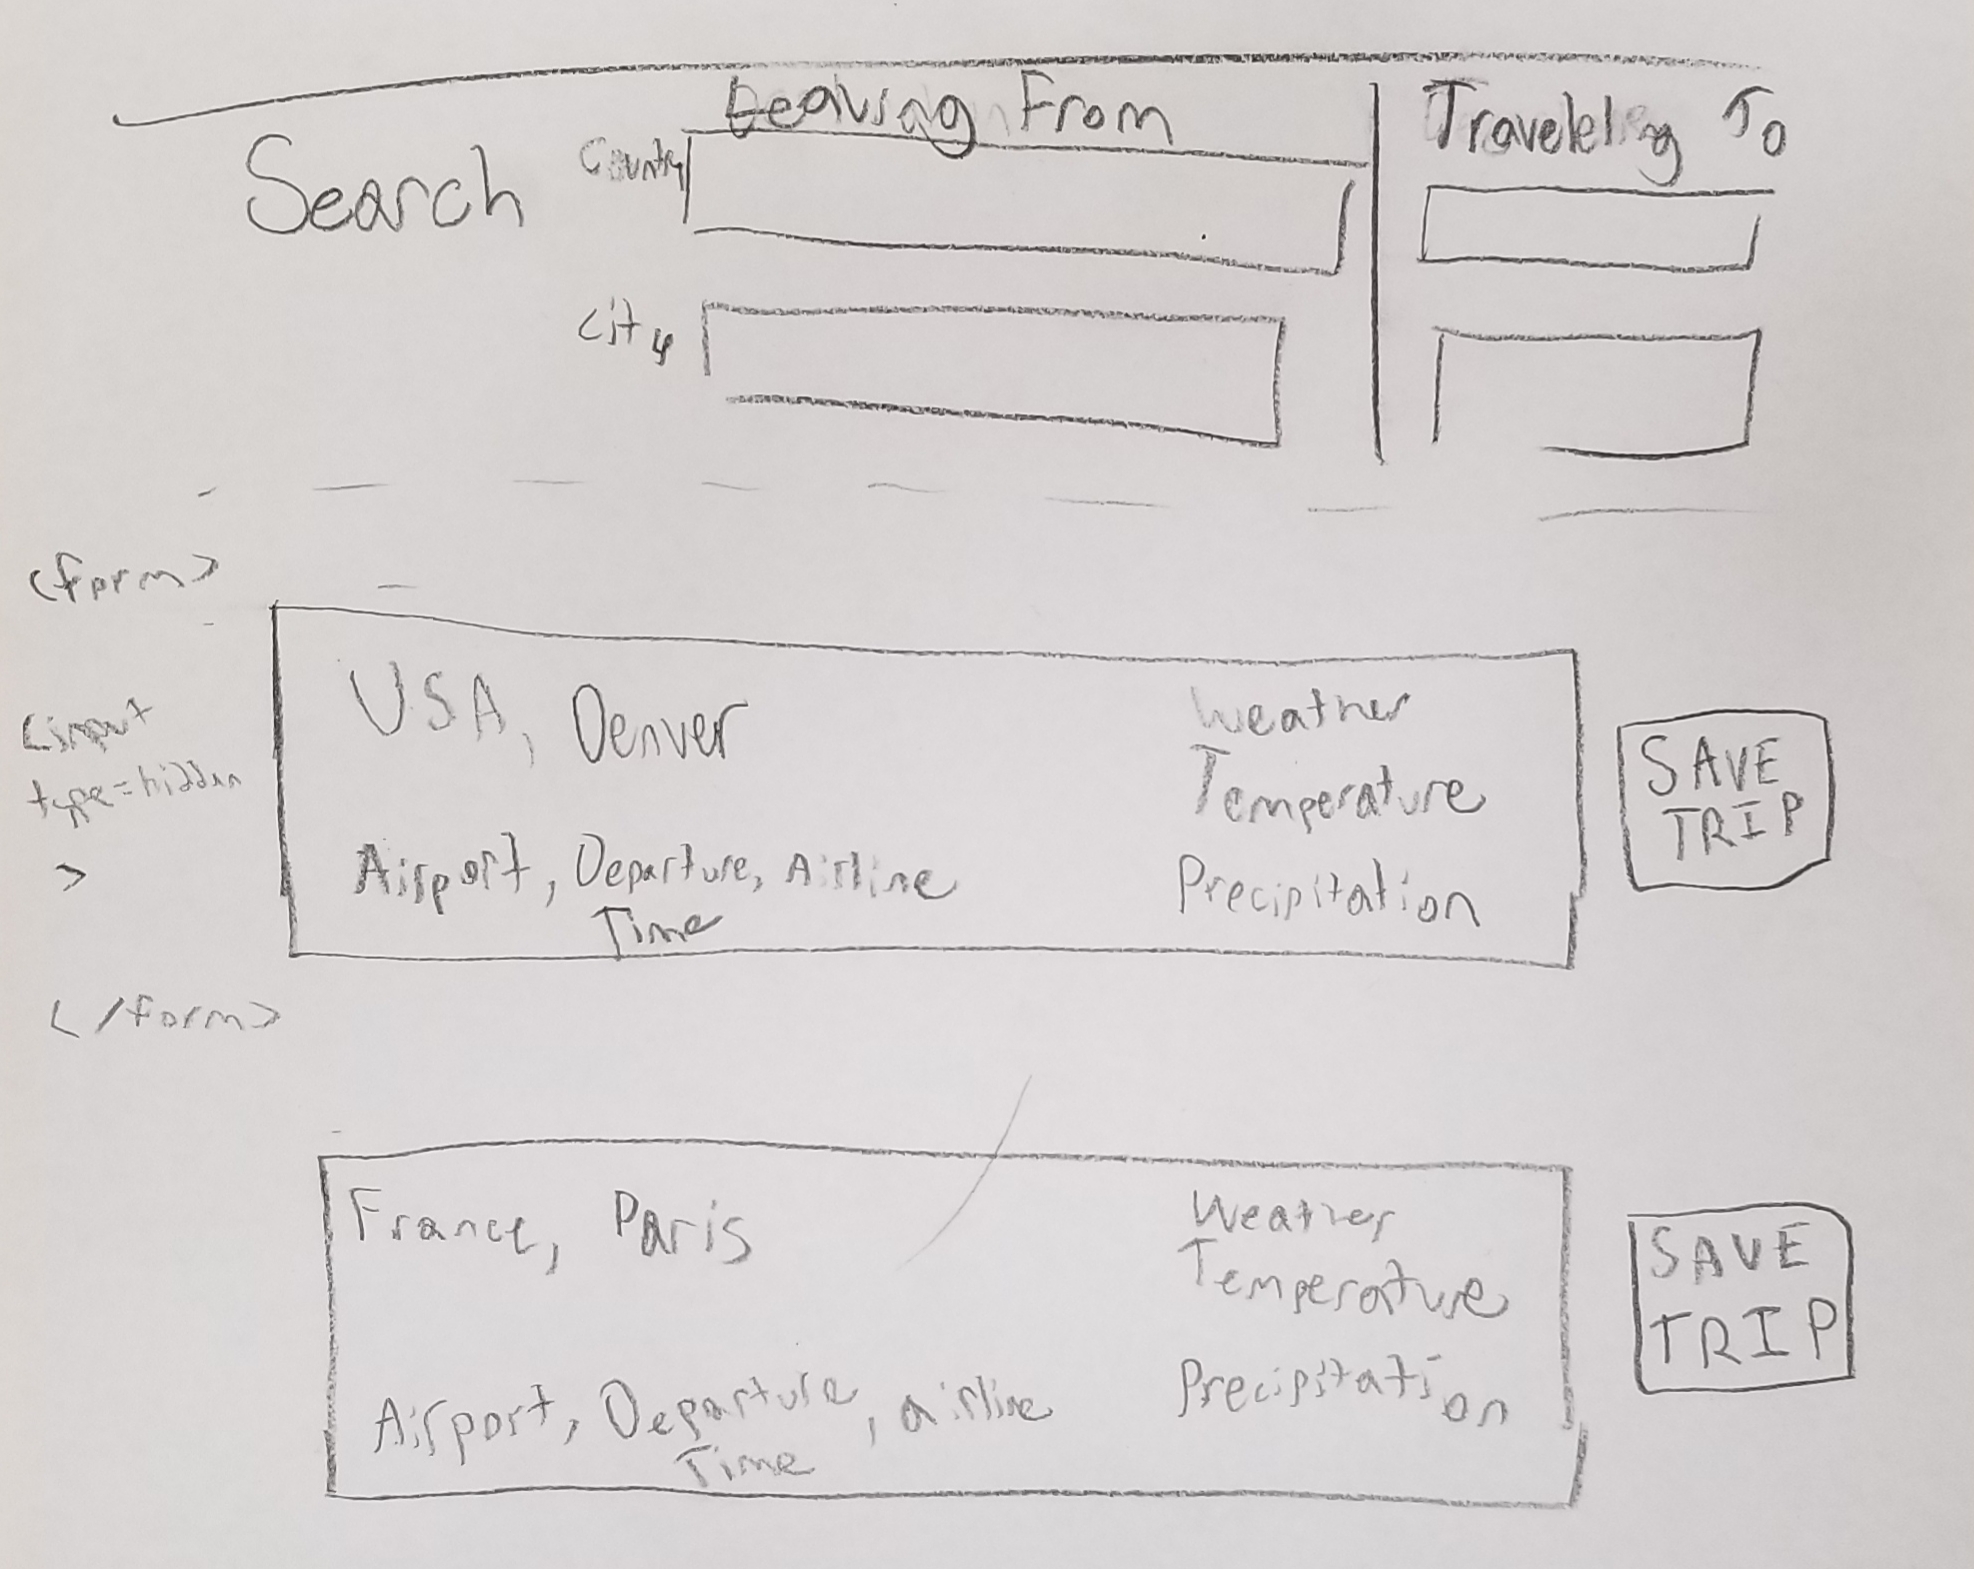 Leaving From
Traveling To
Search
Country
City
<form>
USA, Denver
Weather
<input
type=hidden
>
Temperature
SAVE
TRIP
Airport, Departure, Airline
Time
Precipitation
</form>
France, Paris
Weather
Temperature
SAVE
TRIP
Airport, Departure, airline
Time
Precipitation